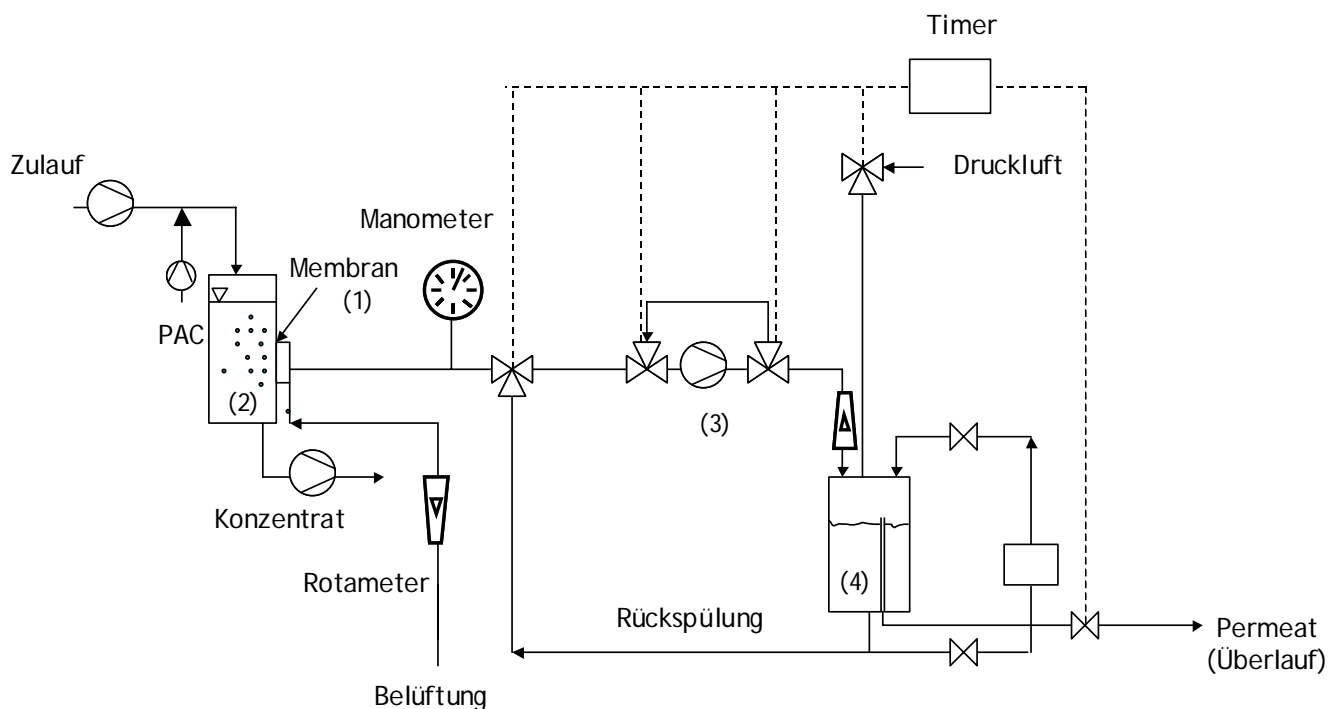 Timer
Zulauf
Druckluft
Manometer
Membran
(1)
PAC
(2)
(3)
Konzentrat
(4)
Rotameter
Rückspülung
Permeat
(Überlauf)
Belüftung